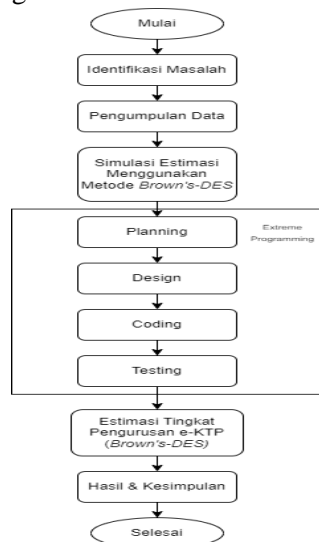 Mulai
Identifikasi Masalah
Pengumpulan Data
Simulasi Estimasi
Menggunakan
Metode Brown's-DES
Planning
Extreme
Programming
Design
Coding
Testing
Estimasi Tingkat
Pengurusan e-KTP
(Brown's-DES)
Hasil & Kesimpulan
Selesai